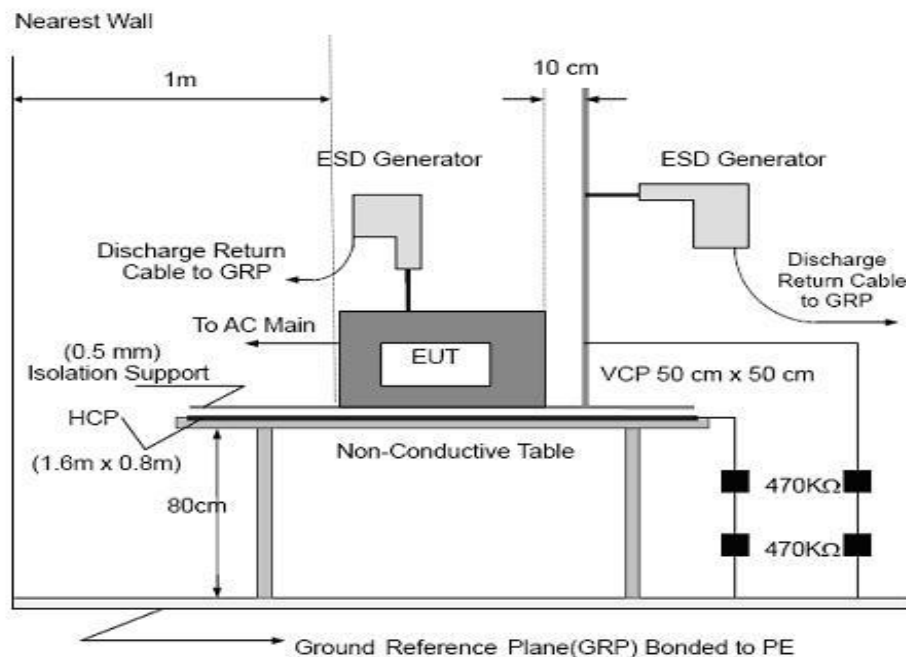 Nearest Wall
1m
10 cm
ESD Generator
ESD Generator
Discharge Return
Cable to GRP
Discharge
Return Cable
to GRP
To AC Main
EUT
(0.5 mm)
Isolation Support
VCP 50 cm x 50 cm
HCP
(1.6m x 0.8m)
Non-Conductive Table
80cm
470KΩ
470KΩ
Ground Reference Plane(GRP) Bonded to PE